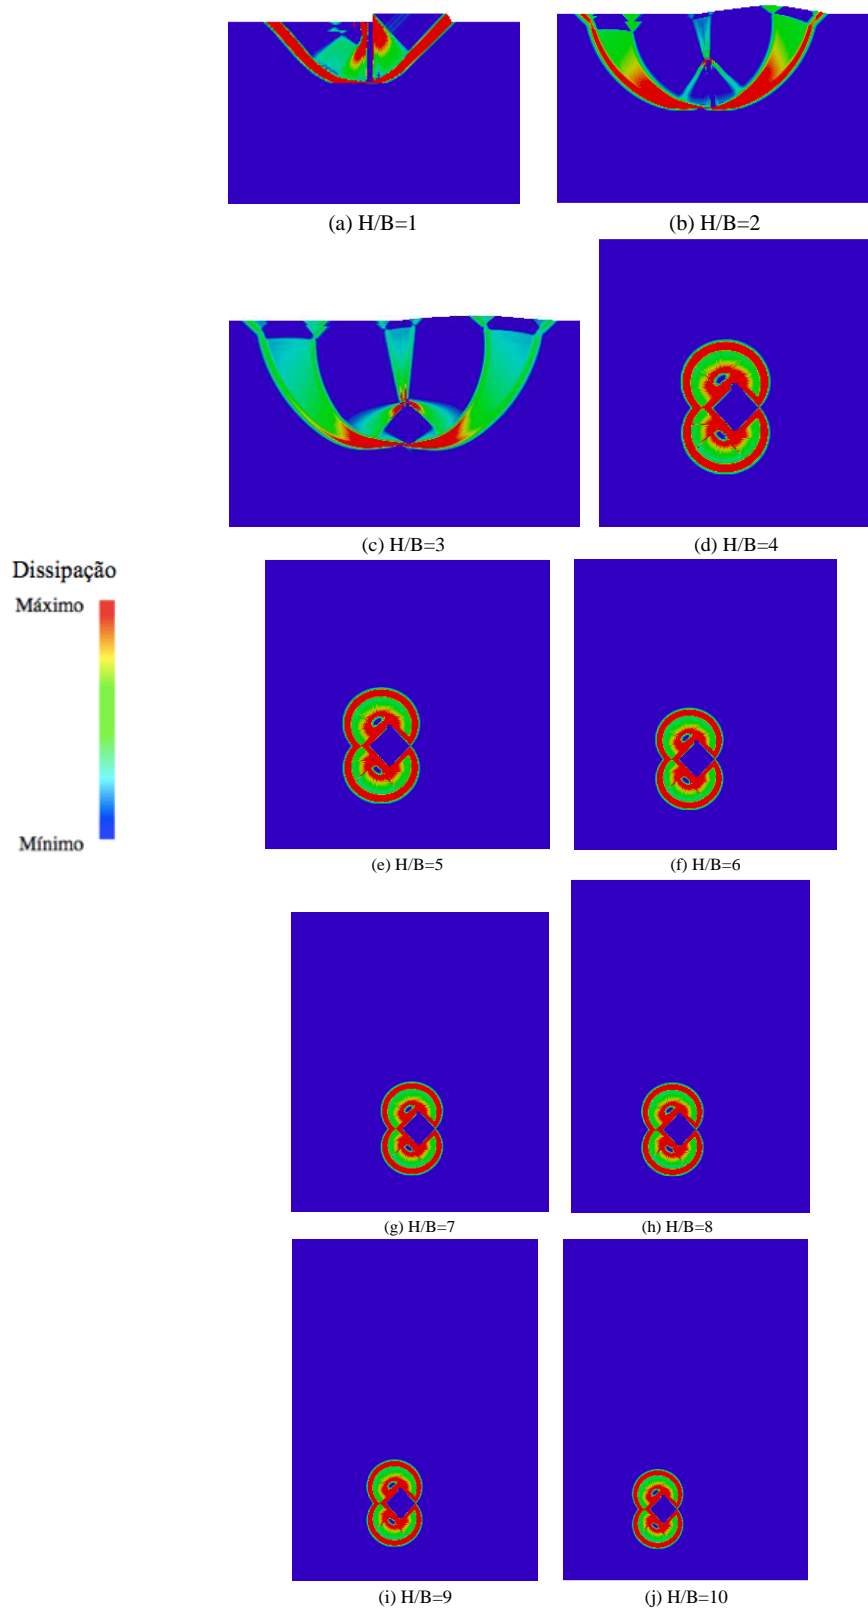 (a) H/B=1
(b) H/B=2
(c) H/B=3
(d) H/B=4
Dissipação
Máximo
Mínimo
(e) H/B=5
(f) H/B=6
(g) H/B=7
(h) H/B=8
(i) H/B=9
(j) H/B=10